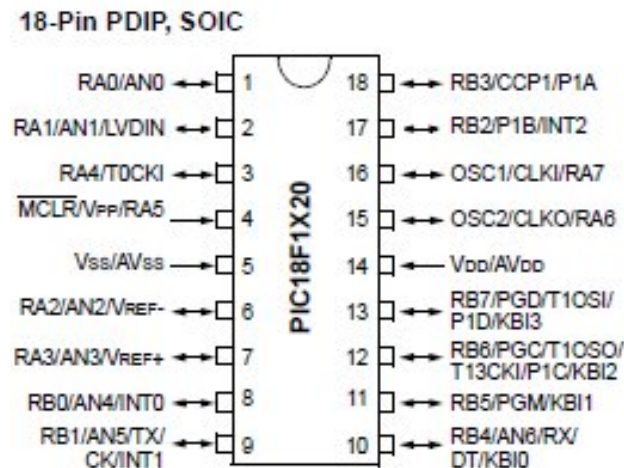 18-Pin PDIP, SOIC
RA0/AN0 1 18 RB3/CCP1/P1A
RA1/AN1/LVDIN 2 17 RB2/P1B/INT2
RA4/T0CKI 3 16 OSC1/CLKI/RA7
MCLR/VPP/RA5 4 15 OSC2/CLKO/RA6
VSS/AVSS 5 14 VDD/AVDD
RA2/AN2/VREF- 6 13 RB7/PGD/T1OSI/
P1D/KBI3
RA3/AN3/VREF+ 7 12 RB6/PGC/T1OSO/
T13CKI/P1C/KBI2
RB0/AN4/INT0 8 11 RB5/PGM/KBI1
RB1/AN5/TX/ 9 10 RB4/AN6/RX/
CK/INT1 DT/KBI0
PIC18F1X20